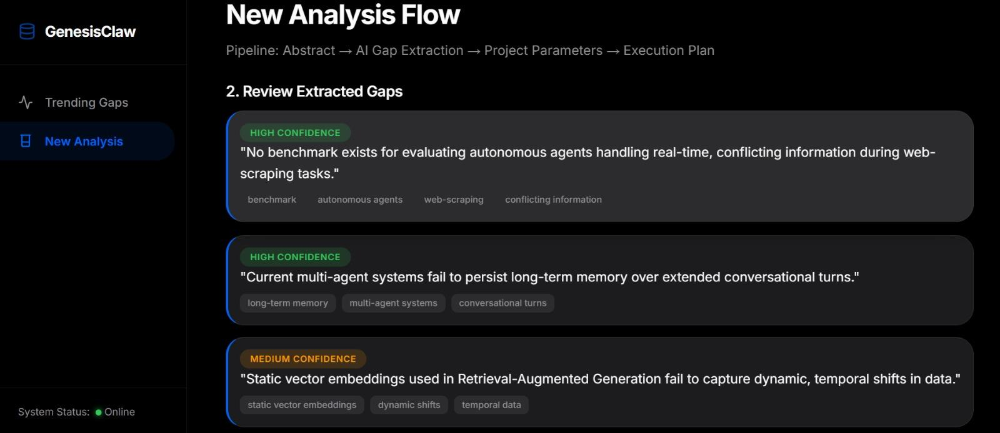 GenesisClaw
Trending Gaps
New Analysis
System Status: Online
New Analysis Flow
Pipeline: Abstract → AI Gap Extraction → Project Parameters → Execution Plan
2. Review Extracted Gaps
HIGH CONFIDENCE
"No benchmark exists for evaluating autonomous agents handling real-time, conflicting information during web-
scraping tasks."
benchmark autonomous agents web-scraping conflicting information
HIGH CONFIDENCE
"Current multi-agent systems fail to persist long-term memory over extended conversational turns."
long-term memory multi-agent systems conversational turns
MEDIUM CONFIDENCE
"Static vector embeddings used in Retrieval-Augmented Generation fail to capture dynamic, temporal shifts in data."
static vector embeddings dynamic shifts temporal data